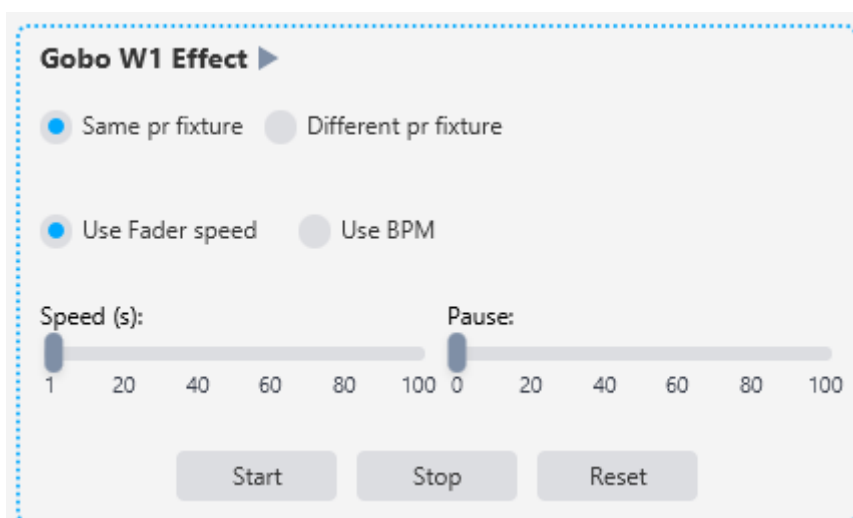 Gobo W1 Effect
Same pr fixture Different pr fixture
Use Fader speed Use BPM
Speed (s): Pause:
1 20 40 60 80 100 0 20 40 60 80 100
Start Stop Reset